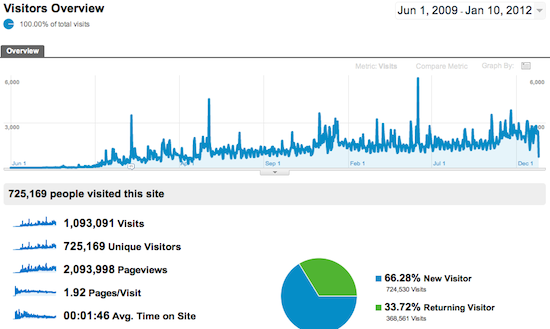 Visitors Overview
Jun 1, 2009 - Jan 10, 2012
100.00% of total visits
Overview
Metric: Visits Compare Metric Graph By:
6,000 6,000
3,000 3,000
Jun 1 Sep 1 Feb 1 Jul 1 Dec 1
725,169 people visited this site
1,093,091 Visits
725,169 Unique Visitors
2,093,998 Pageviews
1.92 Pages/Visit
00:01:46 Avg. Time on Site
66.28% New Visitor
724,530 Visits
33.72% Returning Visitor
368,561 Visits